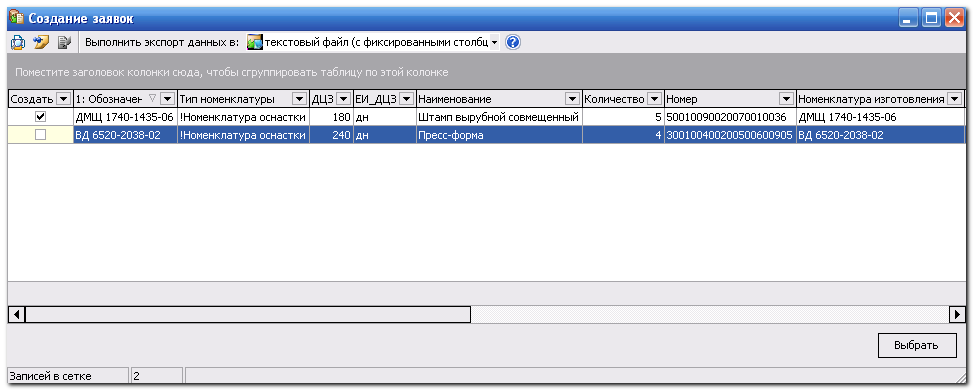 Создание заявок
Выполнить экспорт данных в: текстовый файл (с фиксированными столбц
Поместите заголовок колонки сюда, чтобы сгруппировать таблицу по этой колонке
Создать 1: Обозначен Тип номенклатуры ДЦЗ ЕИ_ДЦЗ Наименование Количество Номер Номенклатура изготовления
ДМЩ 1740-1435-06 !Номенклатура оснастки 180 дн Штамп вырубной совмещенный 5 50010090020070010036 ДМЩ 1740-1435-06
ВД 6520-2038-02 !Номенклатура оснастки 240 дн Пресс-форма 4 300100400200500600905 ВД 6520-2038-02
Выбрать
Записей в сетке 2